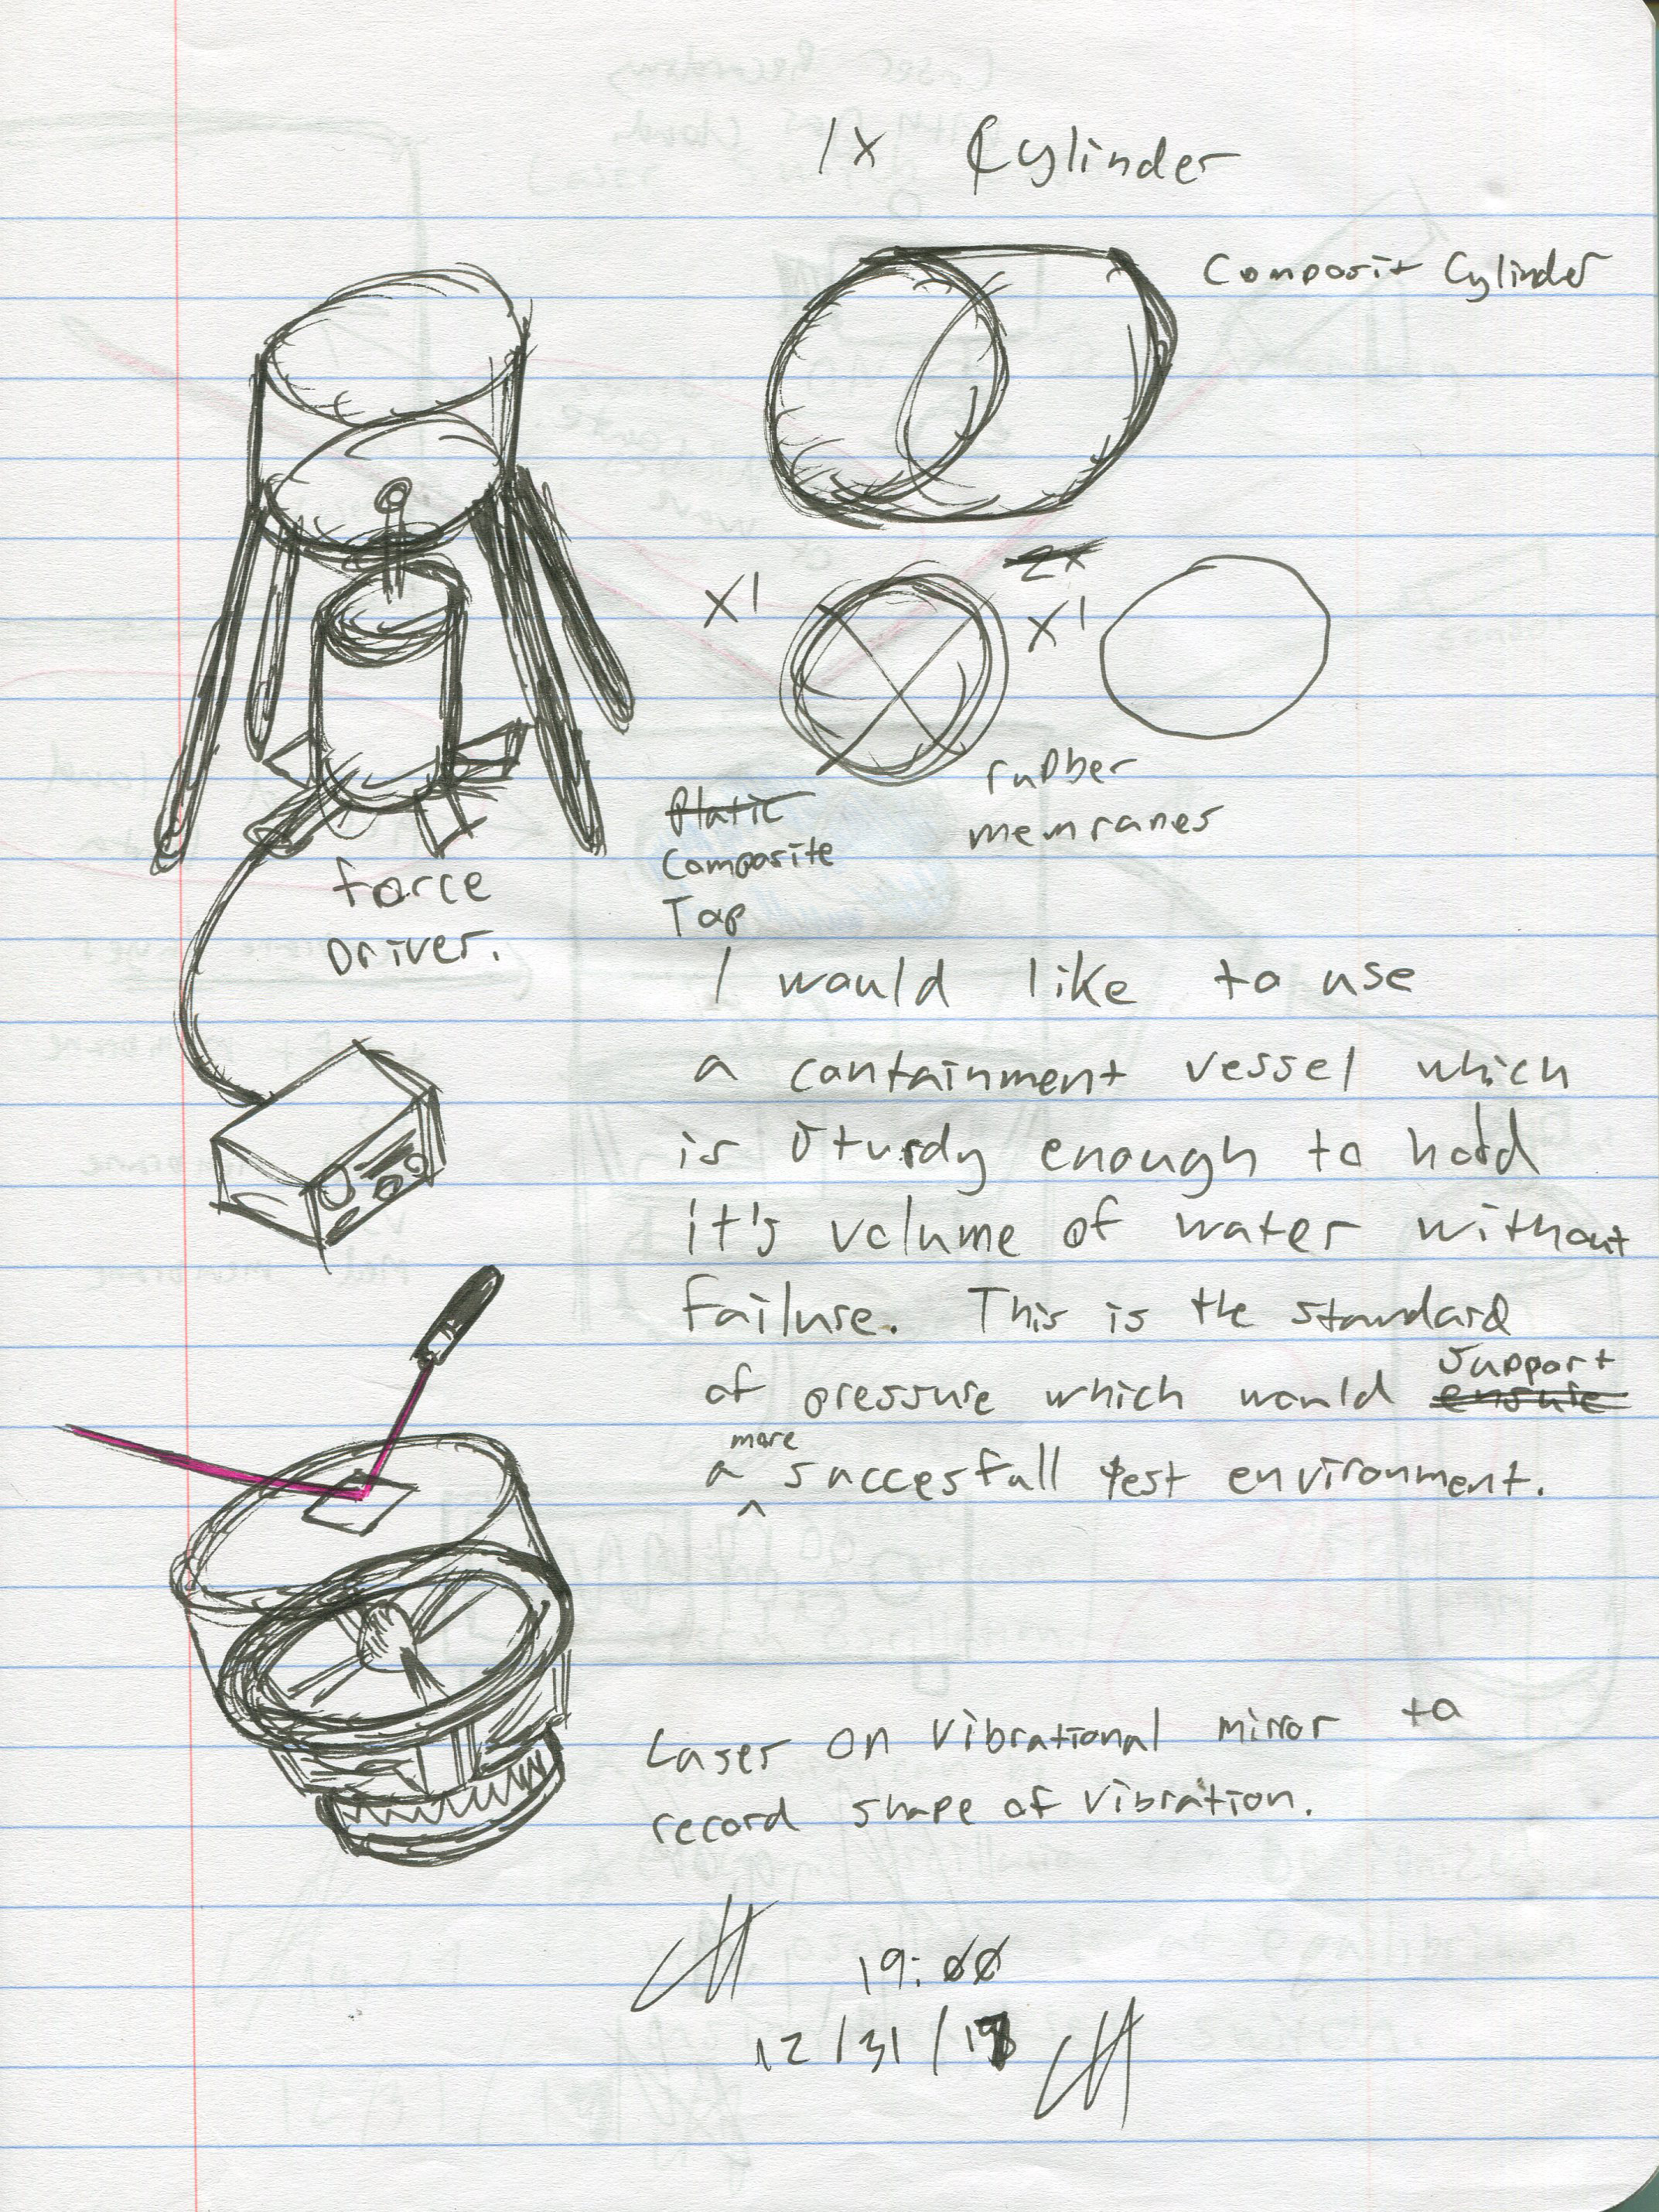 1x Cylinder
Composit Cylinder
2x
x1
x1
rubber
memranes
Platic
Composite
Top
force
Driver.
I would like to use
a containment vessel which
is sturdy enough to hold
it's volume of water without
failure. This is the standard
of pressure which would ensure support
a more succesfull test environment.
Laser on vibrational mirror to
record shape of vibration.
19:00
12/31/